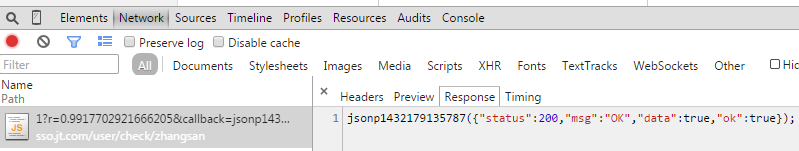 Elements Network Sources Timeline Profiles Resources Audits Console
Preserve log Disable cache
Filter All Documents Stylesheets Images Media Scripts XHR Fonts TextTracks WebSockets Other Hid
Name
Path
× Headers Preview Response Timing
JS 1?r=0.9917702921666205&callback=jsonp143...
sso.jt.com/user/check/zhangsan
1 jsonp1432179135787({"status":200,"msg":"OK","data":true,"ok":true});